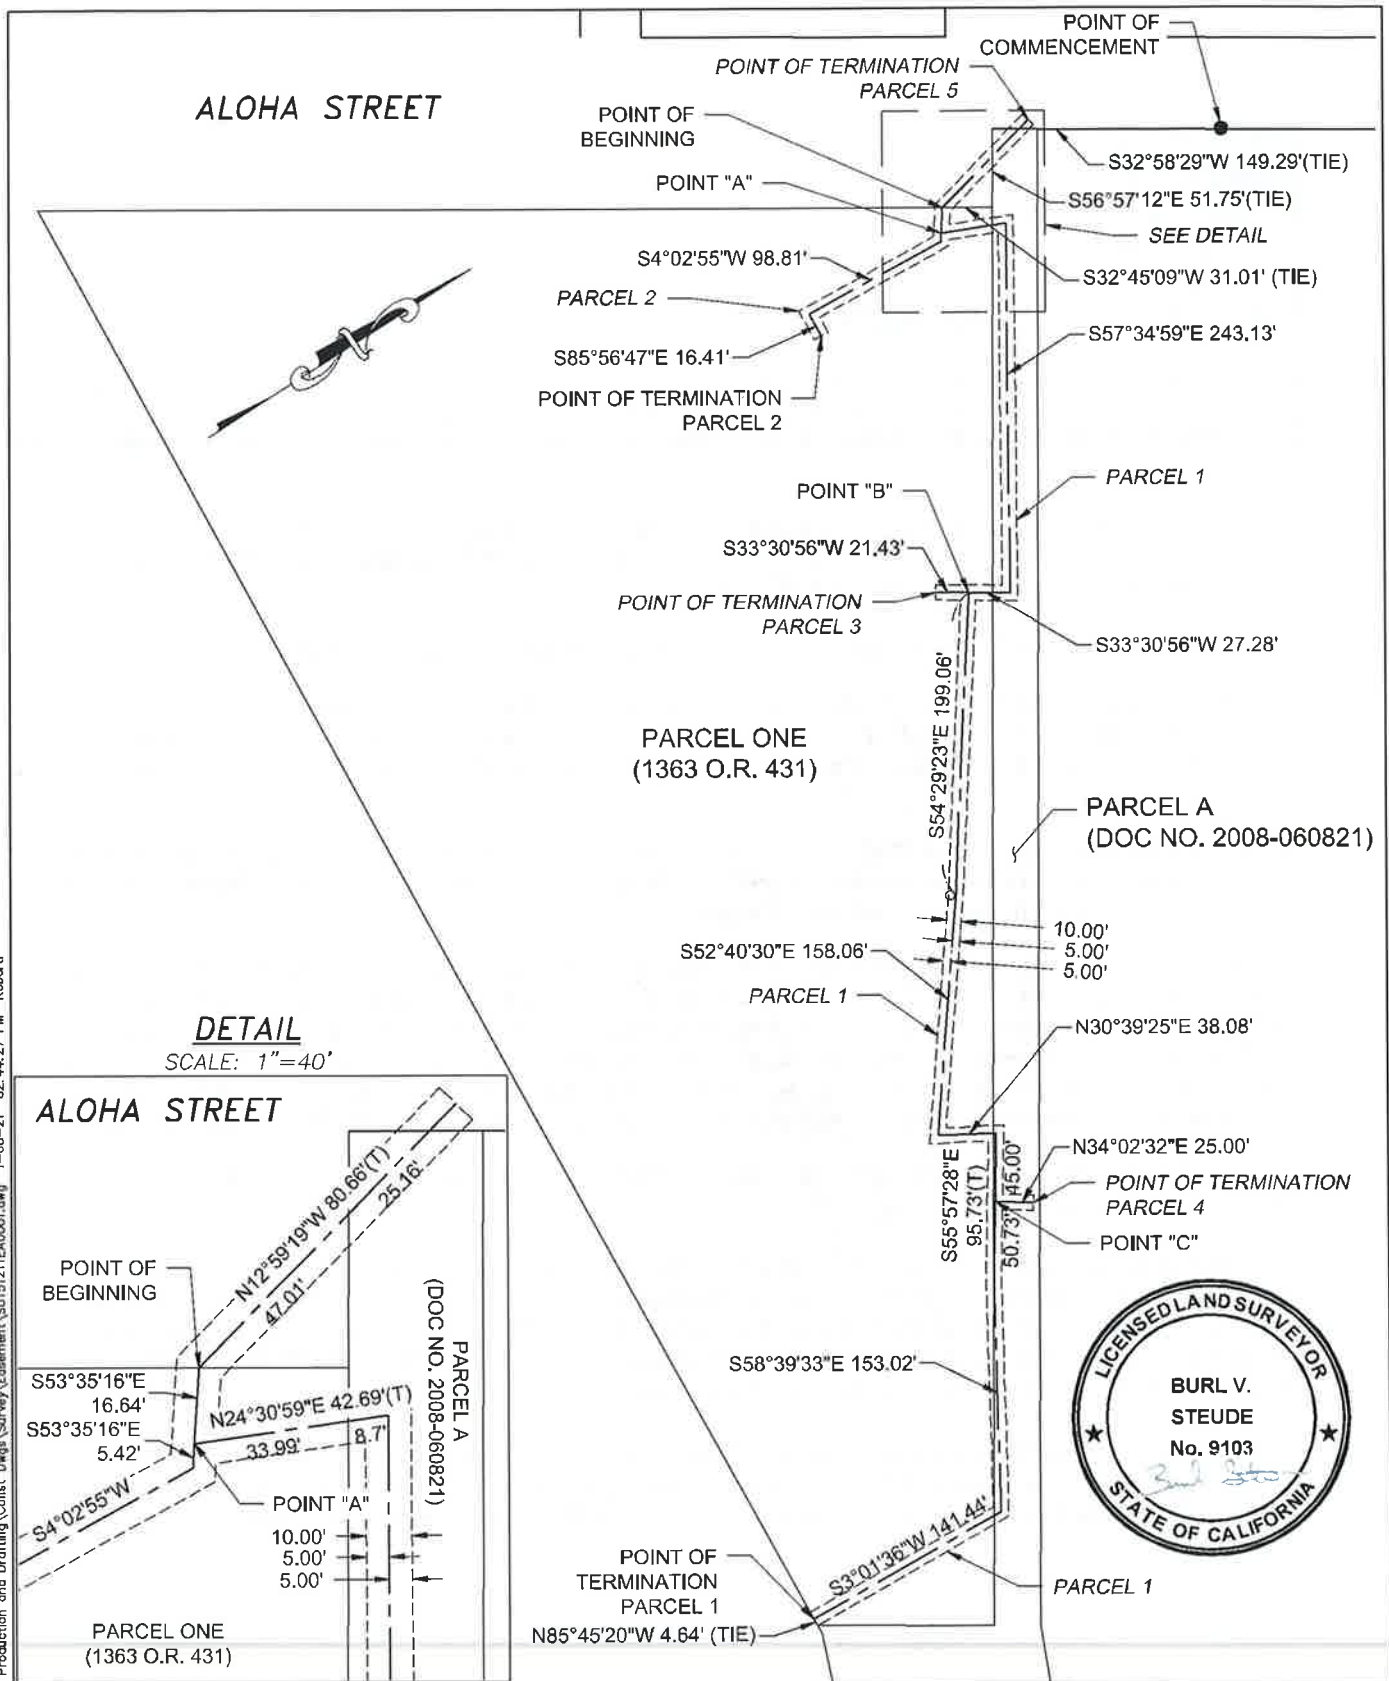 POINT OF
COMMENCEMENT
POINT OF TERMINATION
PARCEL 5
ALOHA STREET
POINT OF
BEGINNING
S32°58'29"W 149.29'(TIE)
POINT "A"
S56°57'12"E 51.75'(TIE)
SEE DETAIL
S4°02'55"W 98.81'
S32°45'09"W 31.01' (TIE)
PARCEL 2
S57°34'59"E 243.13'
S85°56'47"E 16.41'
POINT OF TERMINATION
PARCEL 2
PARCEL 1
POINT "B"
S33°30'56"W 21.43'
POINT OF TERMINATION
PARCEL 3
S33°30'56"W 27.28'
S54°29'23"E 199.06'
PARCEL ONE
(1363 O.R. 431)
PARCEL A
(DOC NO. 2008-060821)
10.00'
5.00'
5.00'
S52°40'30"E 158.06'
PARCEL 1
N30°39'25"E 38.08'
N34°02'32"E 25.00'
POINT OF TERMINATION
PARCEL 4
POINT "C"
S55°57'28"E
95.73'(T)
45.00'
50.73'
S58°39'33"E 153.02'
S3°01'36"W 141.44'
POINT OF
TERMINATION
PARCEL 1
N85°45'20"W 4.64' (TIE)
PARCEL 1
LICENSED LAND SURVEYOR
BURL V.
STEUDE
No. 9103
STATE OF CALIFORNIA
DETAIL
SCALE: 1"=40'
ALOHA STREET
N12°59'19"W 80.66'(T)
25.16'
47.01'
POINT OF
BEGINNING
S53°35'16"E
16.64'
S53°35'16"E
5.42'
N24°30'59"E 42.69'(T)
33.99'
8.7'
PARCEL A
(DOC NO. 2008-060821)
S4°02'55"W
POINT "A"
10.00'
5.00'
5.00'
PARCEL ONE
(1363 O.R. 431)